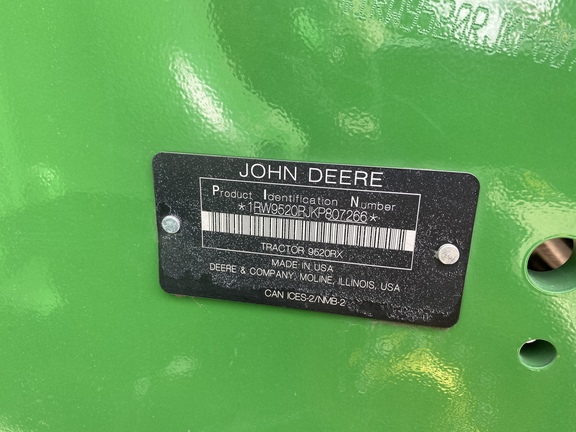 JOHN DEERE
Product Identification Number
*1RW9520RJKP807266*
TRACTOR 9520RX
MADE IN USA
DEERE & COMPANY, MOLINE, ILLINOIS, USA
CAN ICES-2/NMB-2